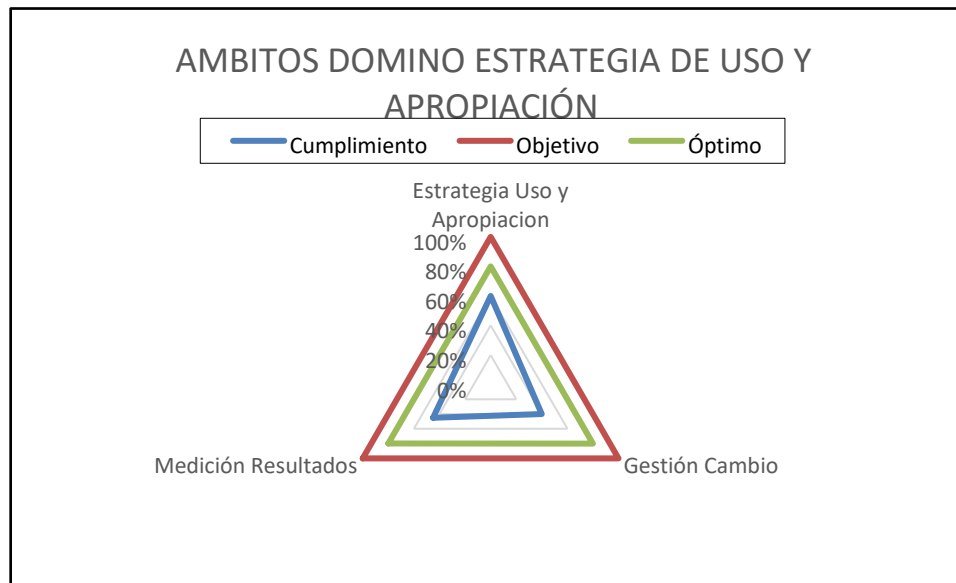 AMBITOS DOMINO ESTRATEGIA DE USO Y
APROPIACIÓN
Cumplimiento Objetivo Óptimo
Estrategia Uso y
Apropiacion
100%
80%
60%
40%
20%
0%
Medición Resultados
Gestión Cambio